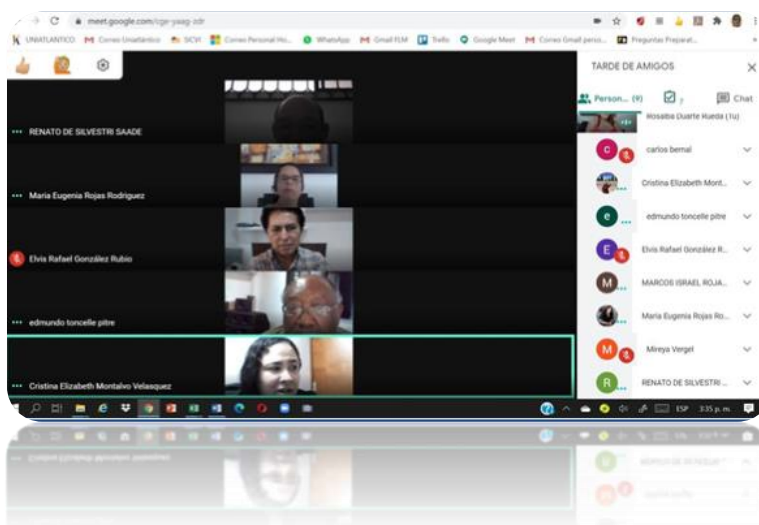 meet.google.com/cge-yaag-zdr
UNIATLANTICO Correo Uniatlántico SICVI Correo Personal Ho... WhatsApp Gmail FLM Trello Google Meet Correo Gmail perso... Preguntas Preparat...
TARDE DE AMIGOS
Person... (9) Chat
Rosalba Duarte Rueda (Tú)
carlos bernal
Cristina Elizabeth Mont...
edmundo toncelle pitre
Elvis Rafael González R...
MARCOS ISRAEL ROJA...
Maria Eugenia Rojas Ro...
Mireya Vergel
RENATO DE SILVESTRI ...
RENATO DE SILVESTRI SAADE
Maria Eugenia Rojas Rodriguez
Elvis Rafael González Rubio
edmundo toncelle pitre
Cristina Elizabeth Montalvo Velasquez
ESP 3:35 p. m.